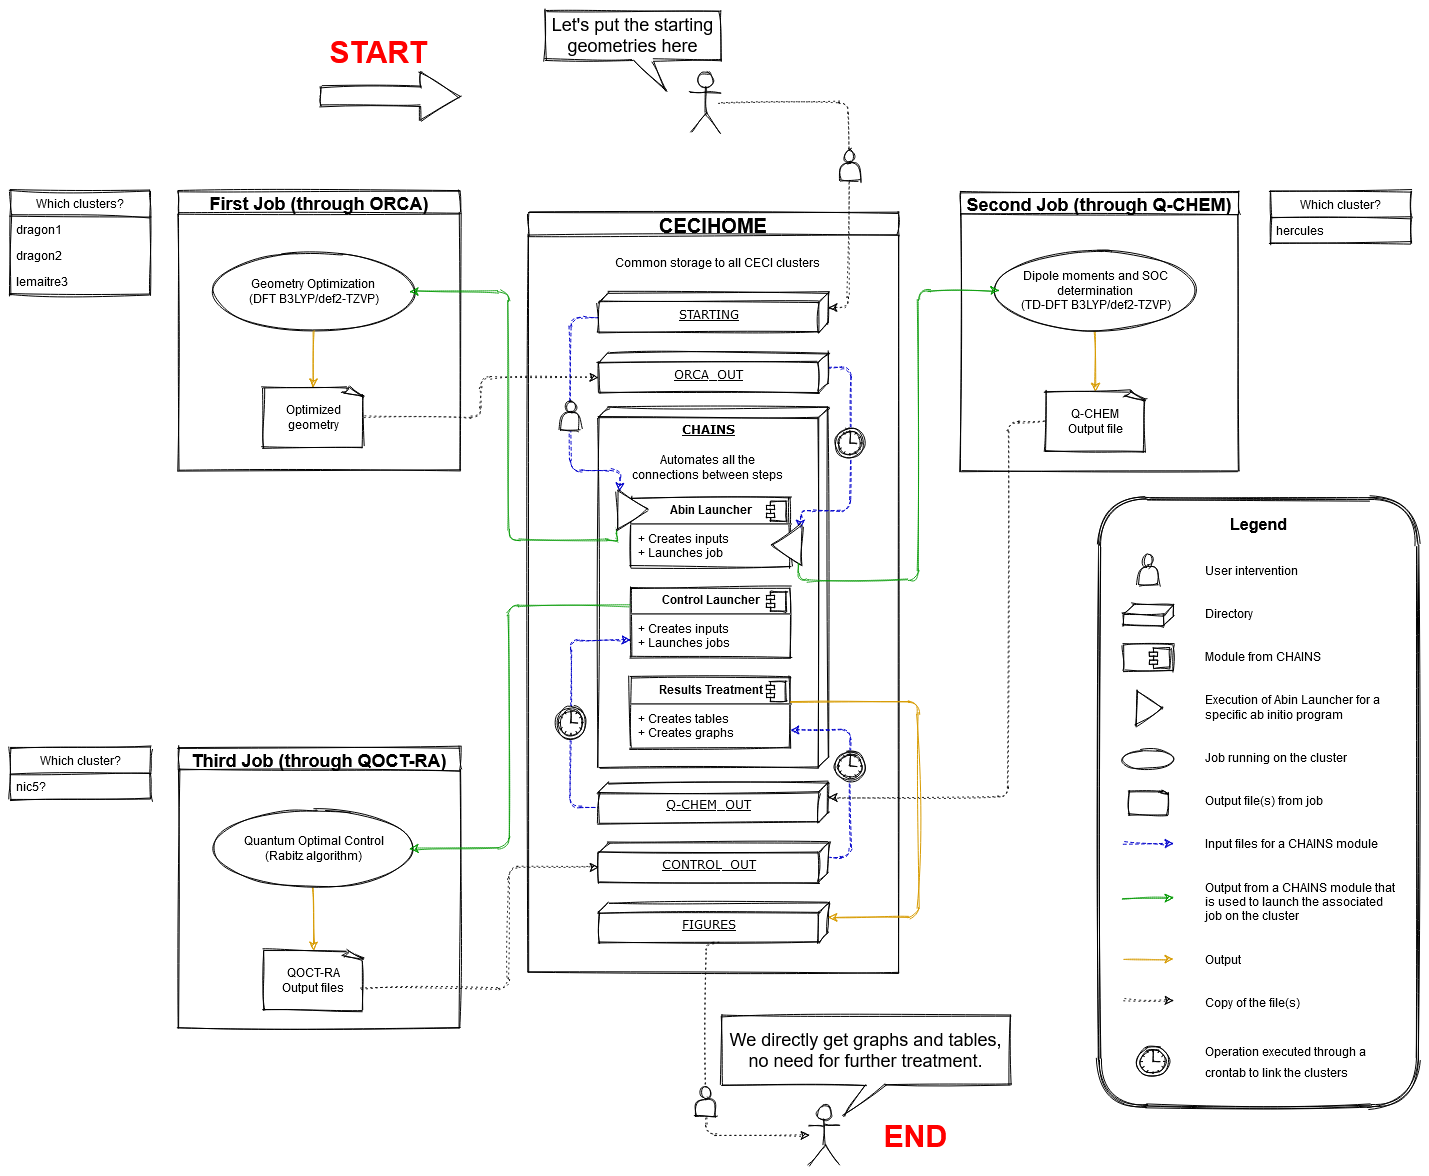 START
Let's put the starting
geometries here
Which clusters?
dragon1
dragon2
lemaitre3
First Job (through ORCA)
Geometry Optimization
(DFT B3LYP/def2-TZVP)
Optimized
geometry
CECIHOME
Common storage to all CECI clusters
STARTING
ORCA_OUT
CHAINS
Automates all the
connections between steps
Abin Launcher
+ Creates inputs
+ Launches job
Control Launcher
+ Creates inputs
+ Launches jobs
Results Treatment
+ Creates tables
+ Creates graphs
Q-CHEM_OUT
CONTROL_OUT
FIGURES
Second Job (through Q-CHEM)
Dipole moments and SOC
determination
(TD-DFT B3LYP/def2-TZVP)
Q-CHEM
Output file
Which cluster?
hercules
Which cluster?
nic5?
Third Job (through QOCT-RA)
Quantum Optimal Control
(Rabitz algorithm)
QOCT-RA
Output files
Legend
User intervention
Directory
Module from CHAINS
Execution of Abin Launcher for a
specific ab initio program
Job running on the cluster
Output file(s) from job
Input files for a CHAINS module
Output from a CHAINS module that
is used to launch the associated
job on the cluster
Output
Copy of the file(s)
Operation executed through a
crontab to link the clusters
We directly get graphs and tables,
no need for further treatment.
END